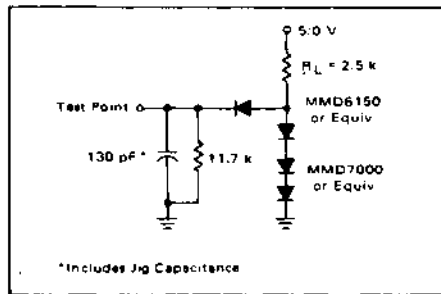 5.0 V
RL = 2.5 k
Test Point
MMD6150
or Equiv
130 pF*
11.7 k
MMD7000
or Equiv
*Includes Jig Capacitance